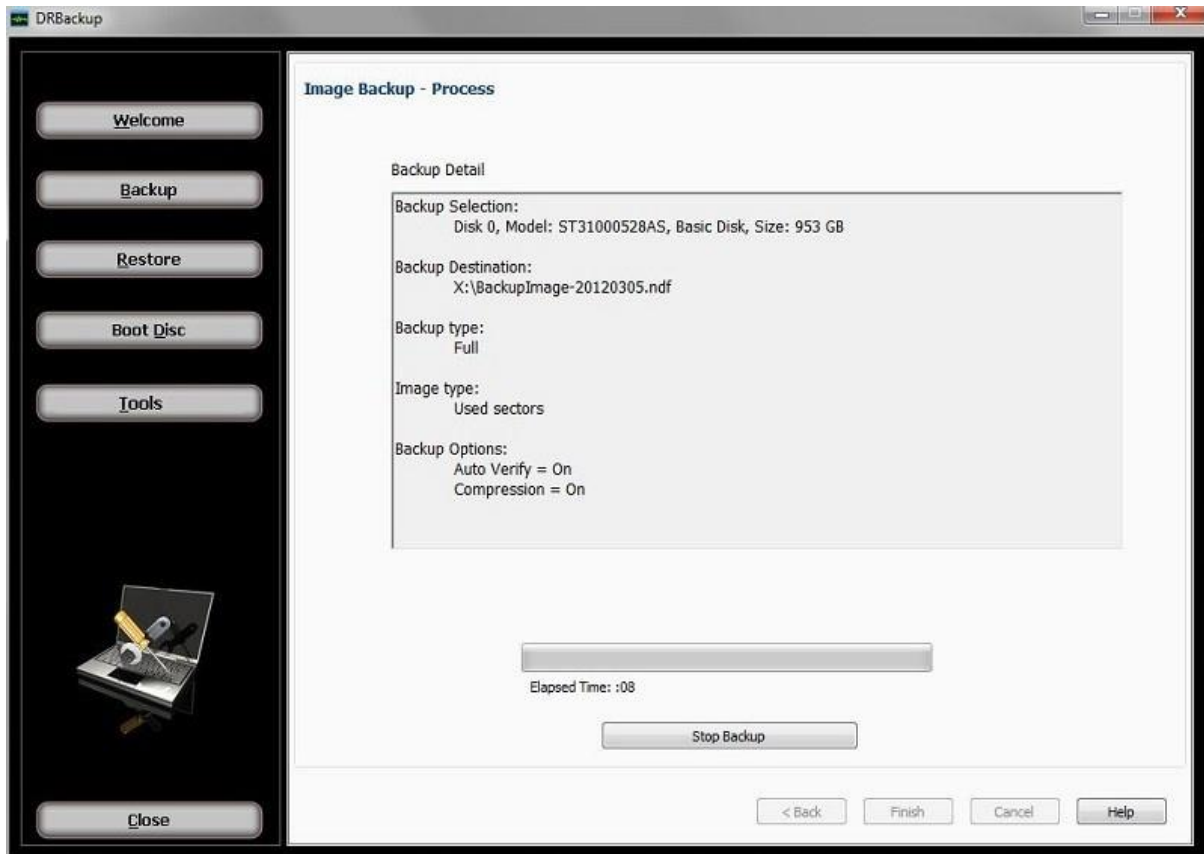 DRBackup
Welcome
Backup
Restore
Boot Disc
Tools
Close
Image Backup - Process
Backup Detail
Backup Selection:
Disk 0, Model: ST31000528AS, Basic Disk, Size: 953 GB
Backup Destination:
X:\BackupImage-20120305.ndf
Backup type:
Full
Image type:
Used sectors
Backup Options:
Auto Verify = On
Compression = On
Elapsed Time: :08
Stop Backup
< Back
Finish
Cancel
Help